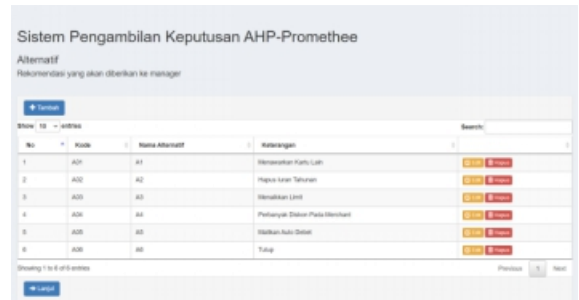 Sistem Pengambilan Keputusan AHP-Promethee
Alternatif
Rekomendasi yang akan diberikan ke manager
+ Tambah
Show 10 entries Search:
No Kode Nama Alternatif Keterangan
1 A01 A1 Menawarkan Kartu Lain Edit Hapus
2 A02 A2 Hapus Iuran Tahunan Edit Hapus
3 A03 A3 Menaikkan Limit Edit Hapus
4 A04 A4 Perbanyak Diskon Pada Merchant Edit Hapus
5 A05 A5 Matikan Auto Debet Edit Hapus
6 A06 A6 Tutup Edit Hapus
Showing 1 to 6 of 6 entries Previous 1 Next
Lanjut